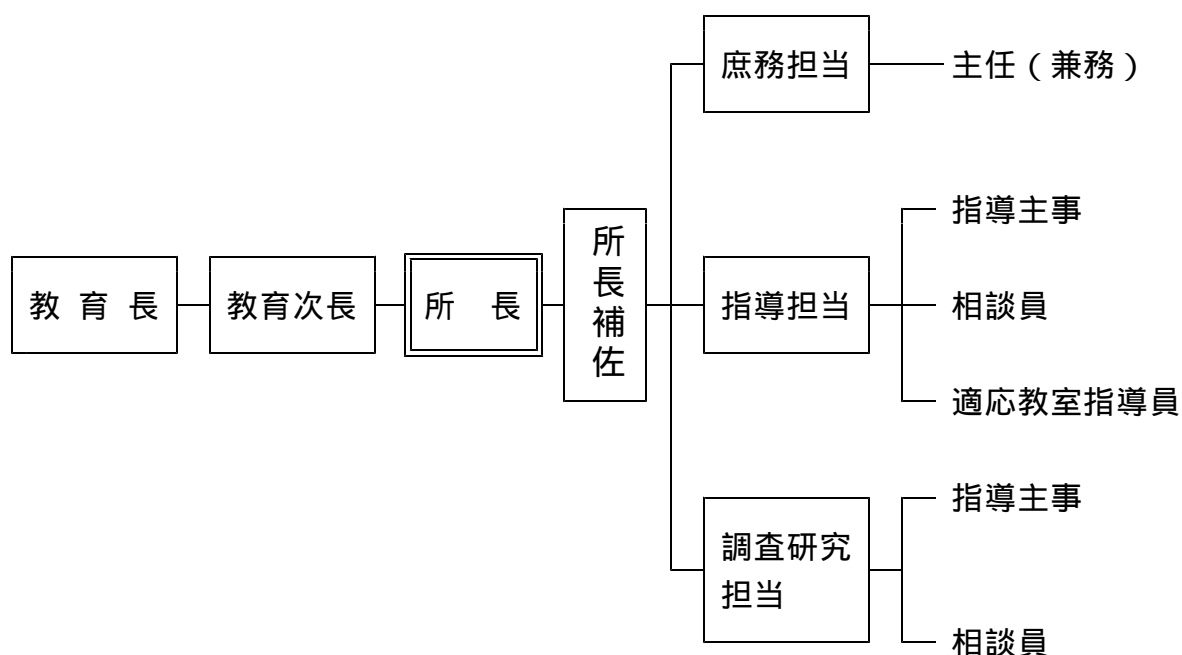 庶務担当
主任（兼務）
教育長
教育次長
所長
所長補佐
指導担当
指導主事
相談員
適応教室指導員
調査研究
担当
指導主事
相談員